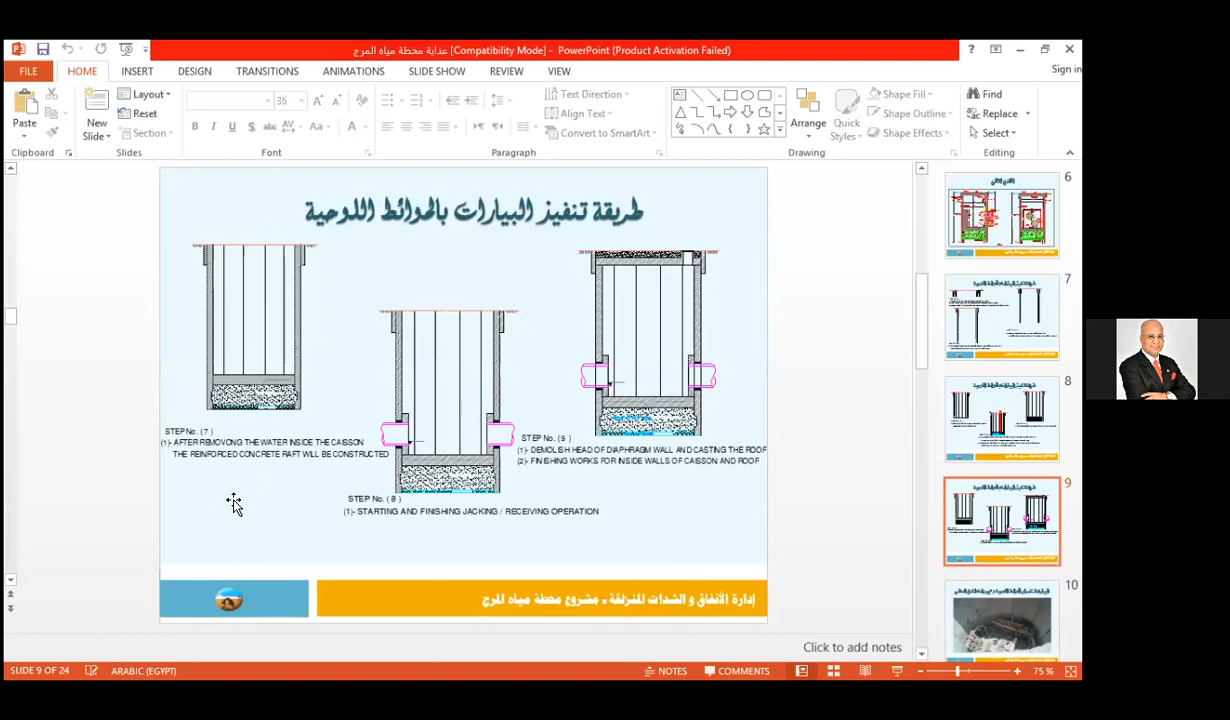 عداية محطة مياه المرج [Compatibility Mode] - PowerPoint (Product Activation Failed)
FILE
HOME
INSERT
DESIGN
TRANSITIONS
ANIMATIONS
SLIDE SHOW
REVIEW
VIEW
Sign in
Paste
Clipboard
New Slide
Layout
Reset
Section
Slides
36
Font
Text Direction
Align Text
Convert to SmartArt
Paragraph
Arrange
Quick Styles
Shape Fill
Shape Outline
Shape Effects
Drawing
Find
Replace
Select
Editing
طريقة تنفيذ البيارات بالحوائط اللوحية
STEP No. ( 7 )
(1)- AFTER REMOVONG THE WATER INSIDE THE CAISSON
THE REINFORCED CONCRETE RAFT WILL BE CONSTRUCTED
STEP No. ( 8 )
(1)- STARTING AND FINISHING JACKING / RECEIVING OPERATION
STEP No. ( 9 )
(1)- DEMOLISH HEAD OF DIAPHRAGM WALL AND CASTING THE ROOF
(2)- FINISHING WORKS FOR INSIDE WALLS OF CAISSON AND ROOF
إدارة الأنفاق و الشدات المنزلقة - مشروع محطة مياه المرج
6
7
8
9
10
Click to add notes
SLIDE 9 OF 24
ARABIC (EGYPT)
NOTES
COMMENTS
75 %